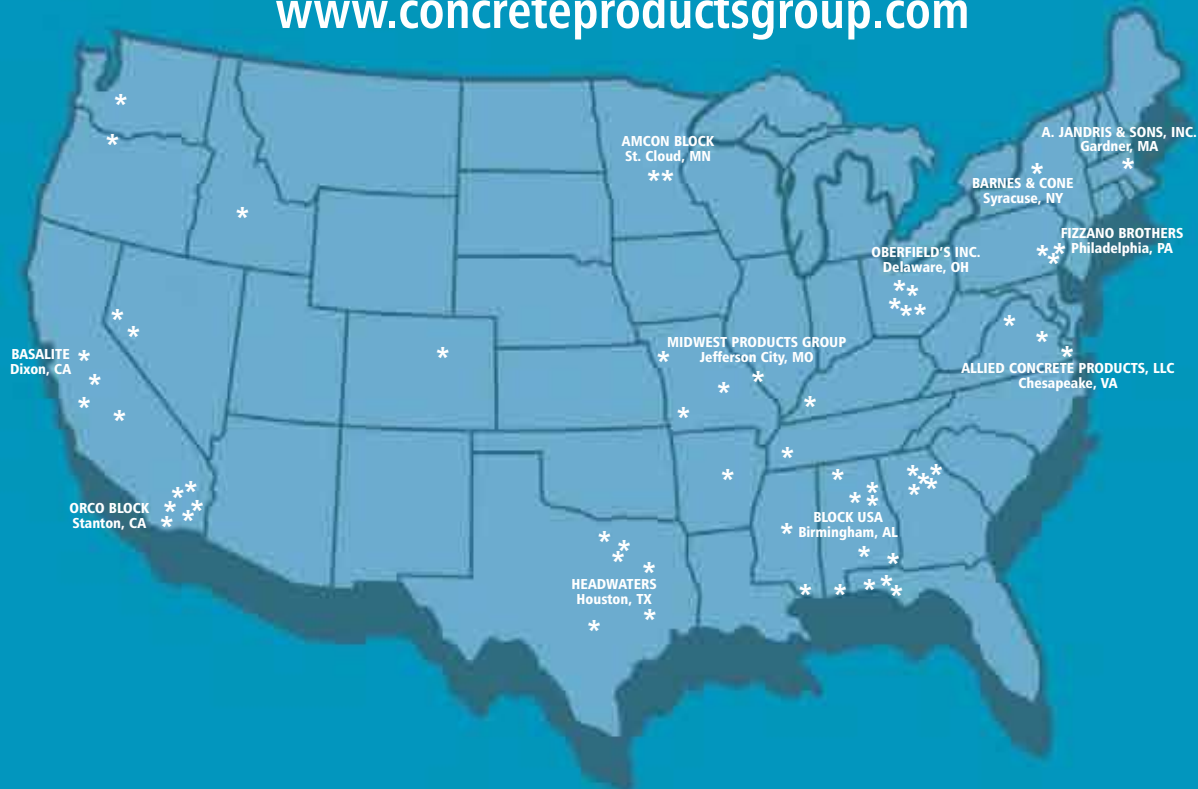 www.concreteproductsgroup.com
A. JANDRIS & SONS, INC.
Gardner, MA
AMCON BLOCK
St. Cloud, MN
**
BARNES & CONE
Syracuse, NY
FIZZANO BROTHERS
Philadelphia, PA
OBERFIELD'S INC.
Delaware, OH
MIDWEST PRODUCTS GROUP
Jefferson City, MO
BASALITE
Dixon, CA
ALLIED CONCRETE PRODUCTS, LLC
Chesapeake, VA
ORCO BLOCK
Stanton, CA
BLOCK USA
Birmingham, AL
HEADWATERS
Houston, TX